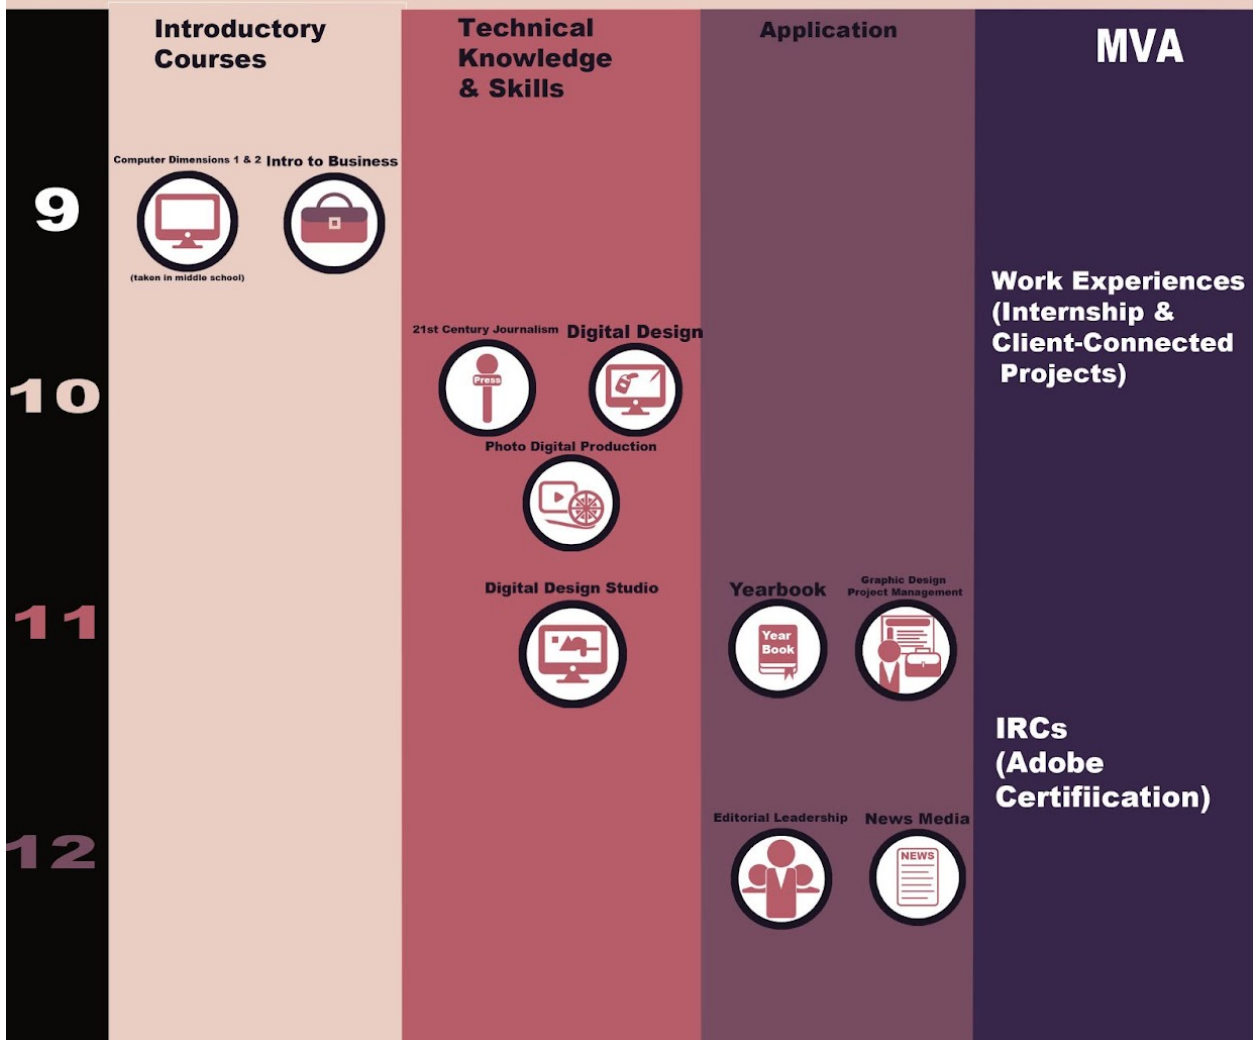 Introductory
Courses
Technical
Knowledge
& Skills
Application
MVA
9
Computer Dimensions 1 & 2
Intro to Business
(taken in middle school)
Work Experiences
(Internship &
Client-Connected
Projects)
10
21st Century Journalism
Digital Design
Press
Photo Digital Production
11
Digital Design Studio
Yearbook
Year
Book
Graphic Design
Project Management
IRCs
(Adobe
Certifiication)
12
Editorial Leadership
News Media
NEWS